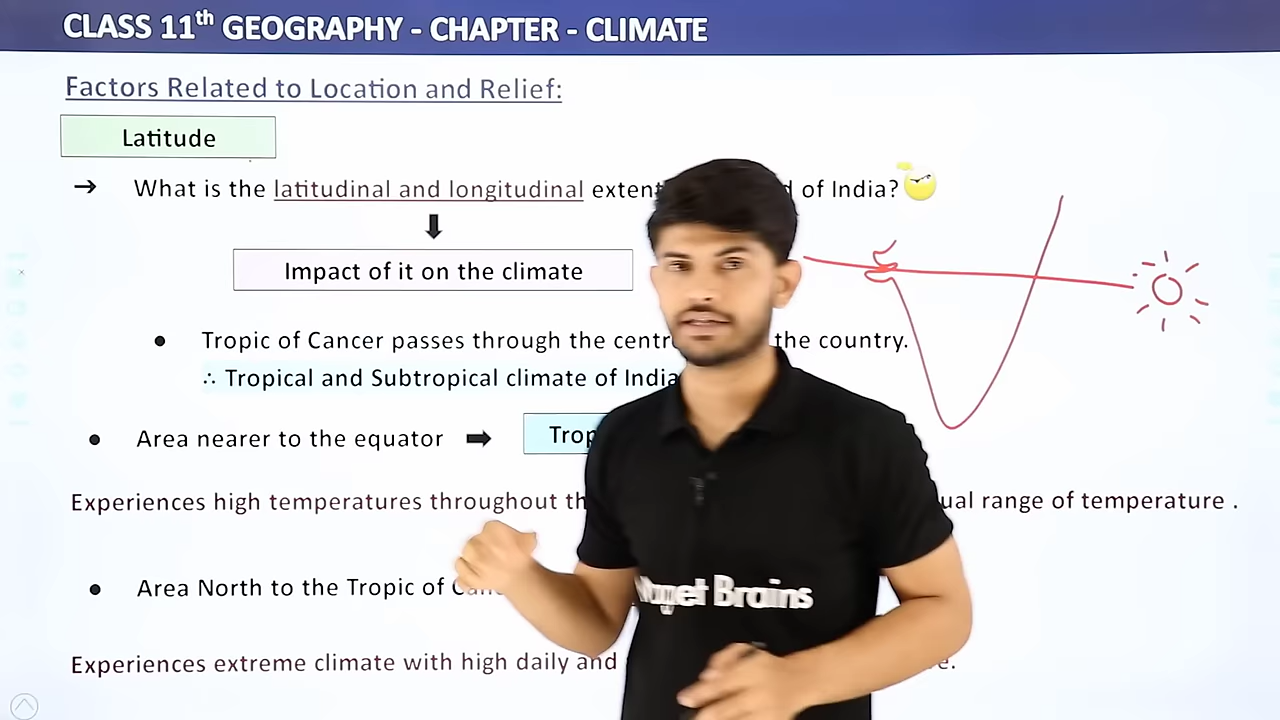 CLASS 11th GEOGRAPHY - CHAPTER - CLIMATE
Factors Related to Location and Relief:
Latitude
→ What is the latitudinal and longitudinal extent of India?
Impact of it on the climate
● Tropic of Cancer passes through the the country.
∴ Tropical and Subtropical climate of India
● Area nearer to the equator
Experiences high temperatures throughout range of temperature .
● Area North to the Tropic of
Experiences extreme climate with high daily and
Brains